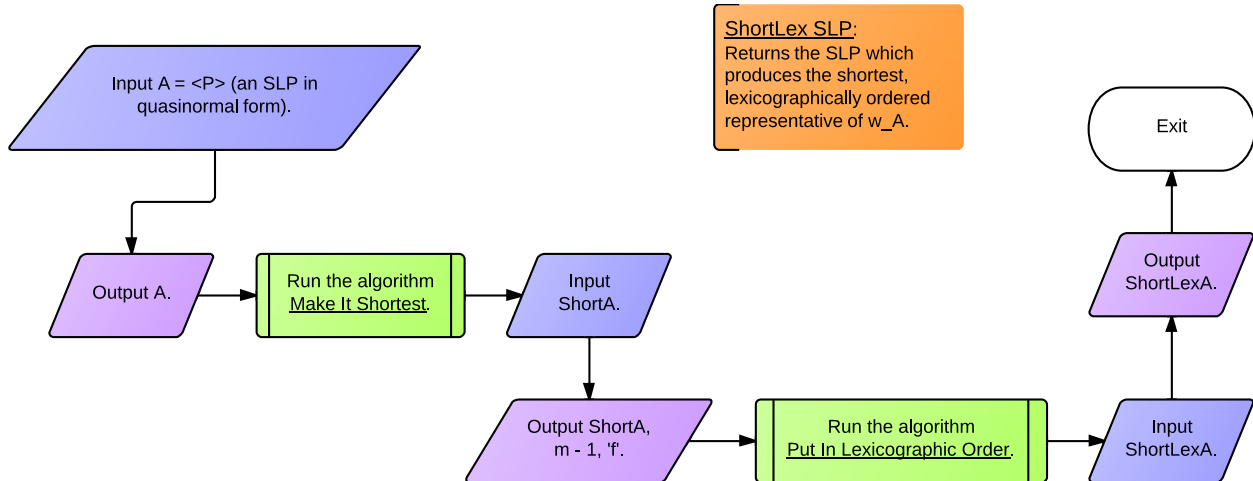 ShortLex SLP:
Returns the SLP which
produces the shortest,
lexicographically ordered
representative of w_A.
Input A = <P> (an SLP in
quasinormal form).
Output A.
Run the algorithm
Make It Shortest.
Input
ShortA.
Output ShortA,
m - 1, 'f'.
Run the algorithm
Put In Lexicographic Order.
Input
ShortLexA.
Output
ShortLexA.
Exit